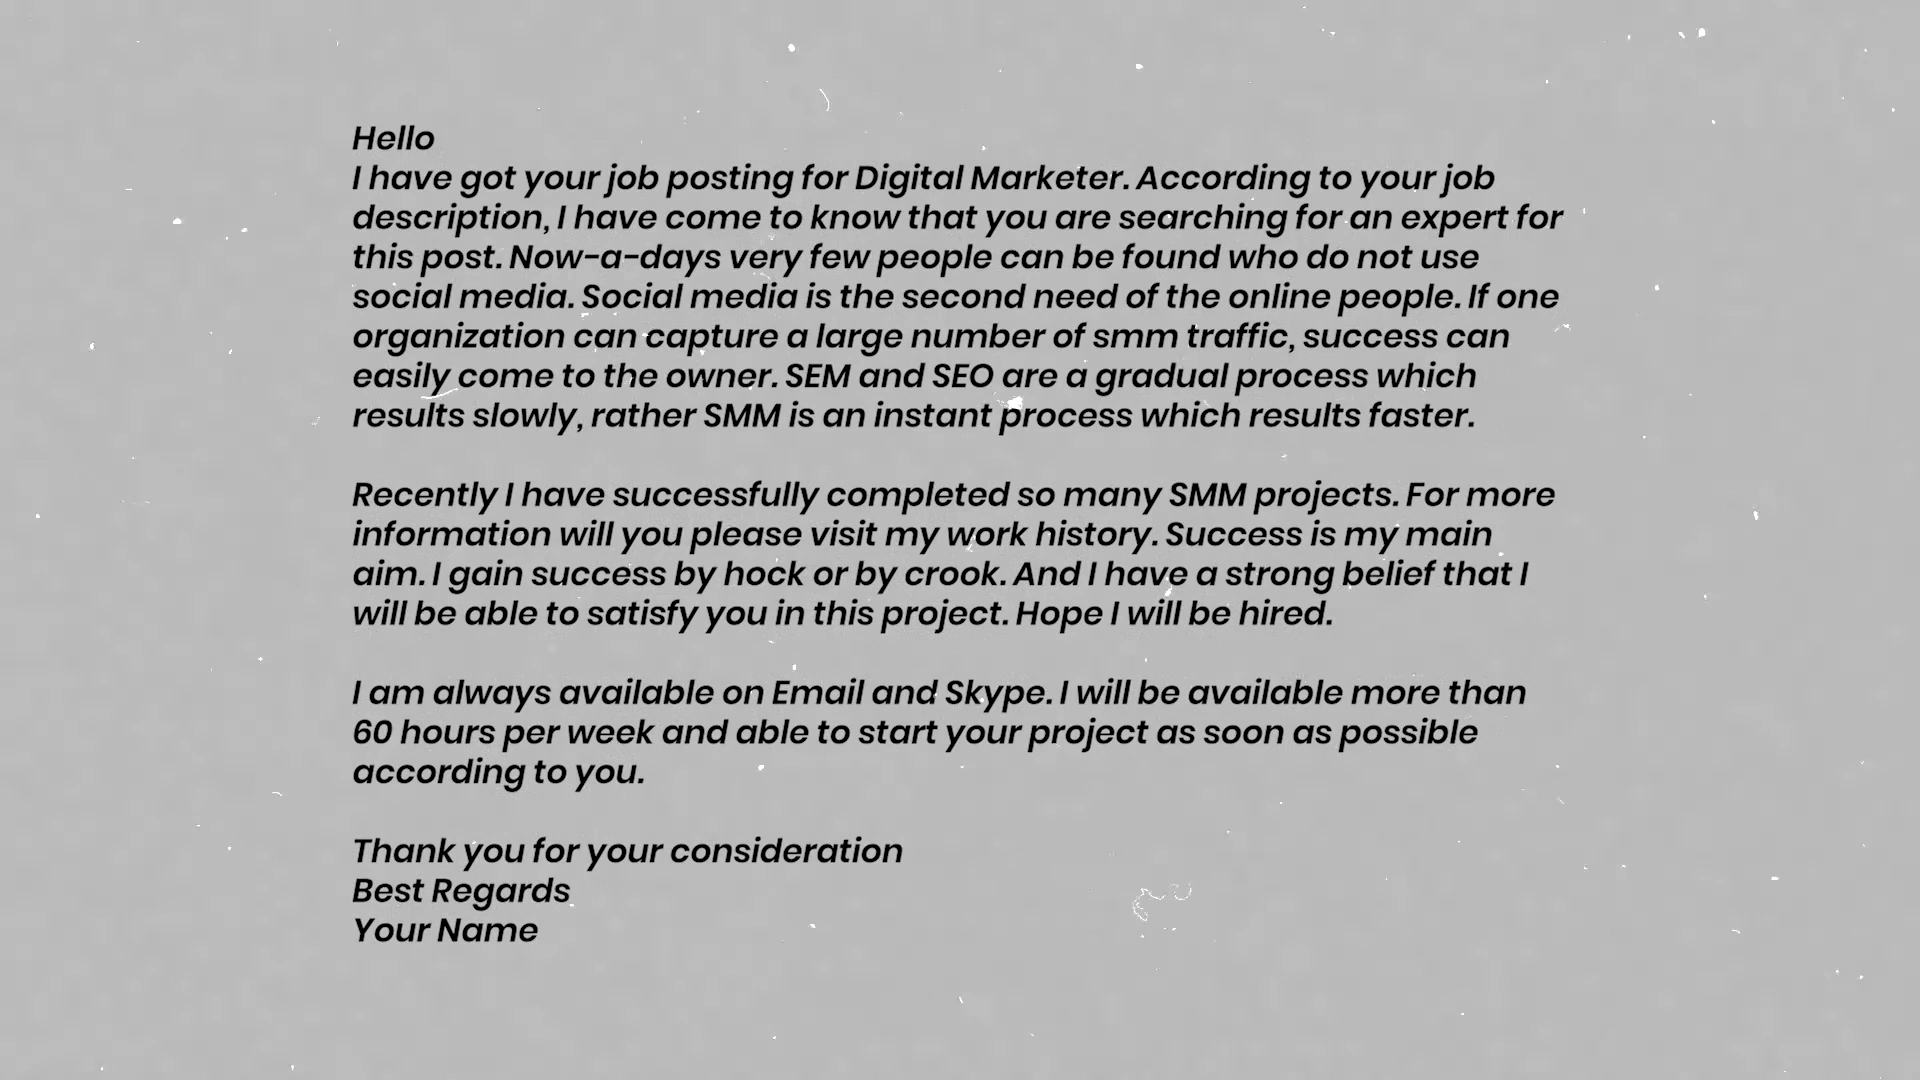 Hello
I have got your job posting for Digital Marketer. According to your job
description, I have come to know that you are searching for an expert for
this post. Now-a-days very few people can be found who do not use
social media. Social media is the second need of the online people. If one
organization can capture a large number of smm traffic, success can
easily come to the owner. SEM and SEO are a gradual process which
results slowly, rather SMM is an instant process which results faster.
Recently I have successfully completed so many SMM projects. For more
information will you please visit my work history. Success is my main
aim. I gain success by hock or by crook. And I have a strong belief that I
will be able to satisfy you in this project. Hope I will be hired.
I am always available on Email and Skype. I will be available more than
60 hours per week and able to start your project as soon as possible
according to you.
Thank you for your consideration
Best Regards
Your Name